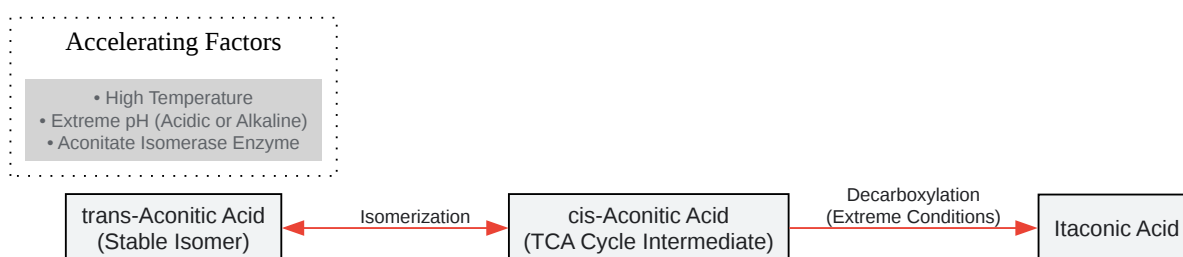 Accelerating Factors
• High Temperature
• Extreme pH (Acidic or Alkaline)
• Aconitate Isomerase Enzyme
trans-Aconitic Acid
(Stable Isomer)
Isomerization
cis-Aconitic Acid
(TCA Cycle Intermediate)
Decarboxylation
(Extreme Conditions)
Itaconic Acid